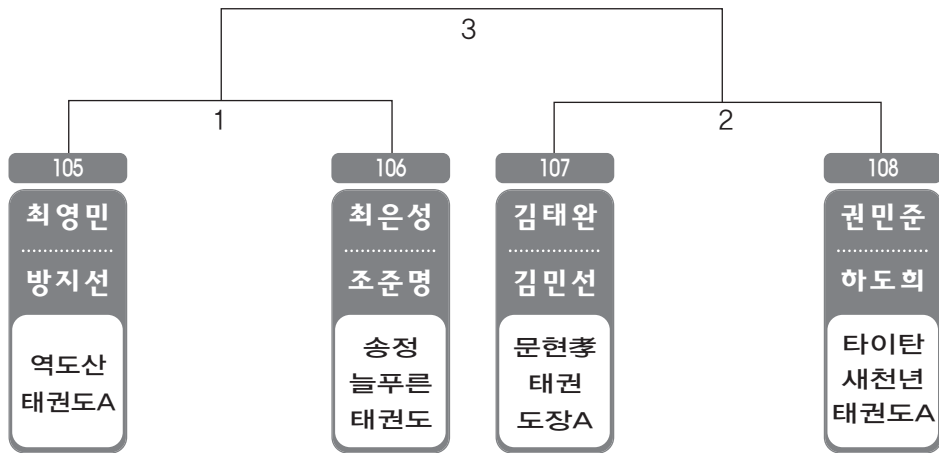 3
1
2
105
최영민
방지선
역도산
태권도A
106
최은성
조준명
송정
늘푸른
태권도
107
김태완
김민선
문현孝
태권
도장A
108
권민준
하도희
타이탄
새천년
태권도A